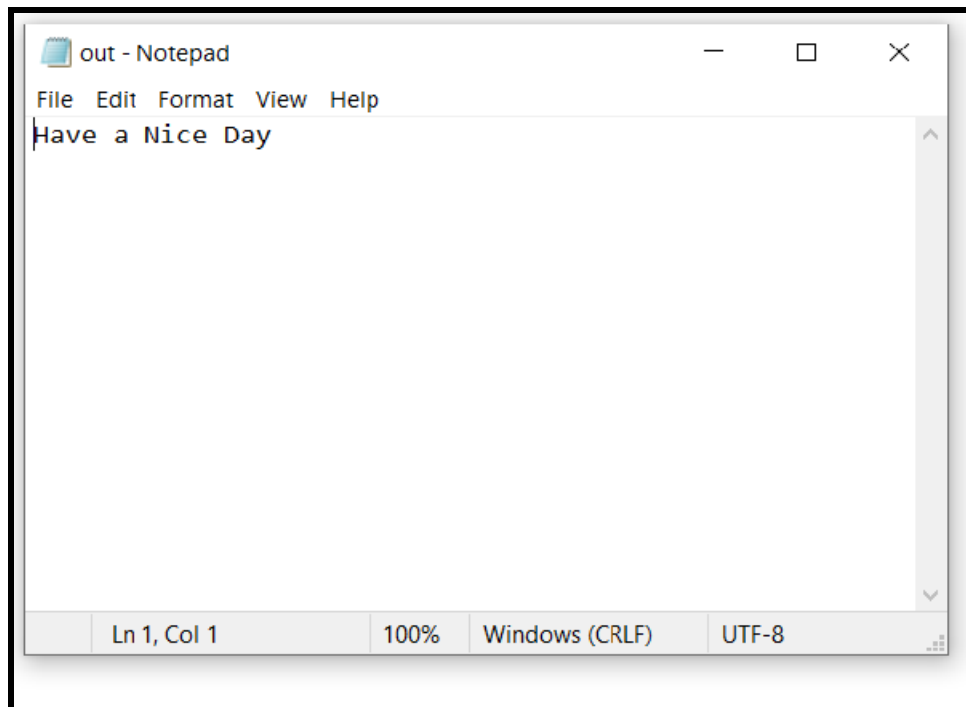 out - Notepad
File Edit Format View Help
Have a Nice Day
Ln 1, Col 1 100% Windows (CRLF) UTF-8